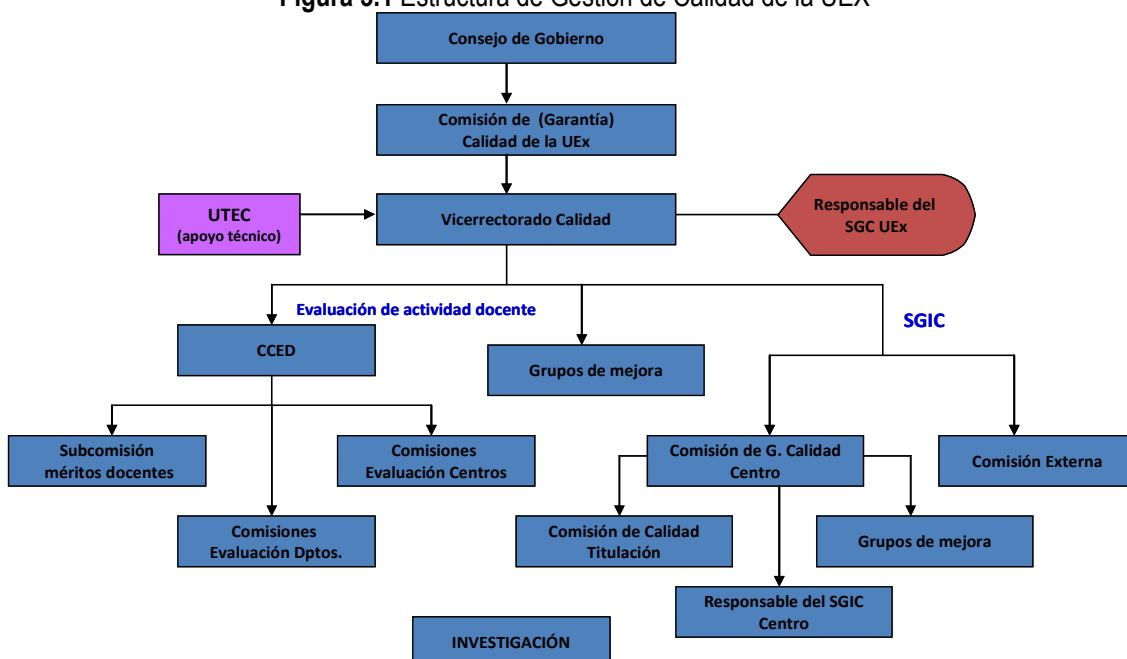 Figura 9.1 Estructura de Gestión de Calidad de la UEX
Consejo de Gobierno
Comisión de (Garantía)
Calidad de la UEx
UTEC
(apoyo técnico)
Vicerrectorado Calidad
Responsable del
SGC UEx
Evaluación de actividad docente
SGIC
CCED
Grupos de mejora
Subcomisión
méritos docentes
Comisiones
Evaluación Centros
Comisión de G. Calidad
Centro
Comisión Externa
Comisiones
Evaluación Dptos.
Comisión de Calidad
Titulación
Grupos de mejora
Responsable del SGIC
Centro
INVESTIGACIÓN